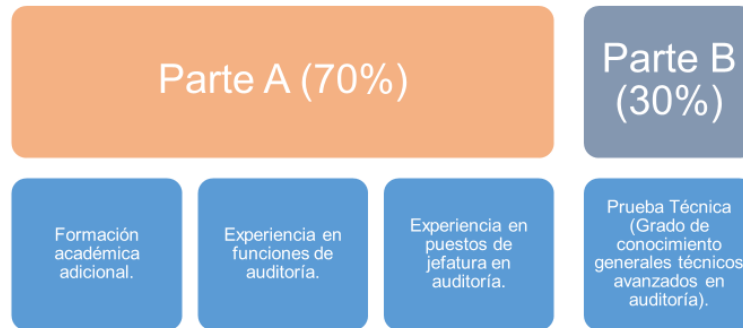 Parte A (70%)
Parte B
(30%)
Formación
académica
adicional.
Experiencia en
funciones de
auditoría.
Experiencia en
puestos de
jefatura en
auditoría.
Prueba Técnica
(Grado de
conocimiento
generales técnicos
avanzados en
auditoría).